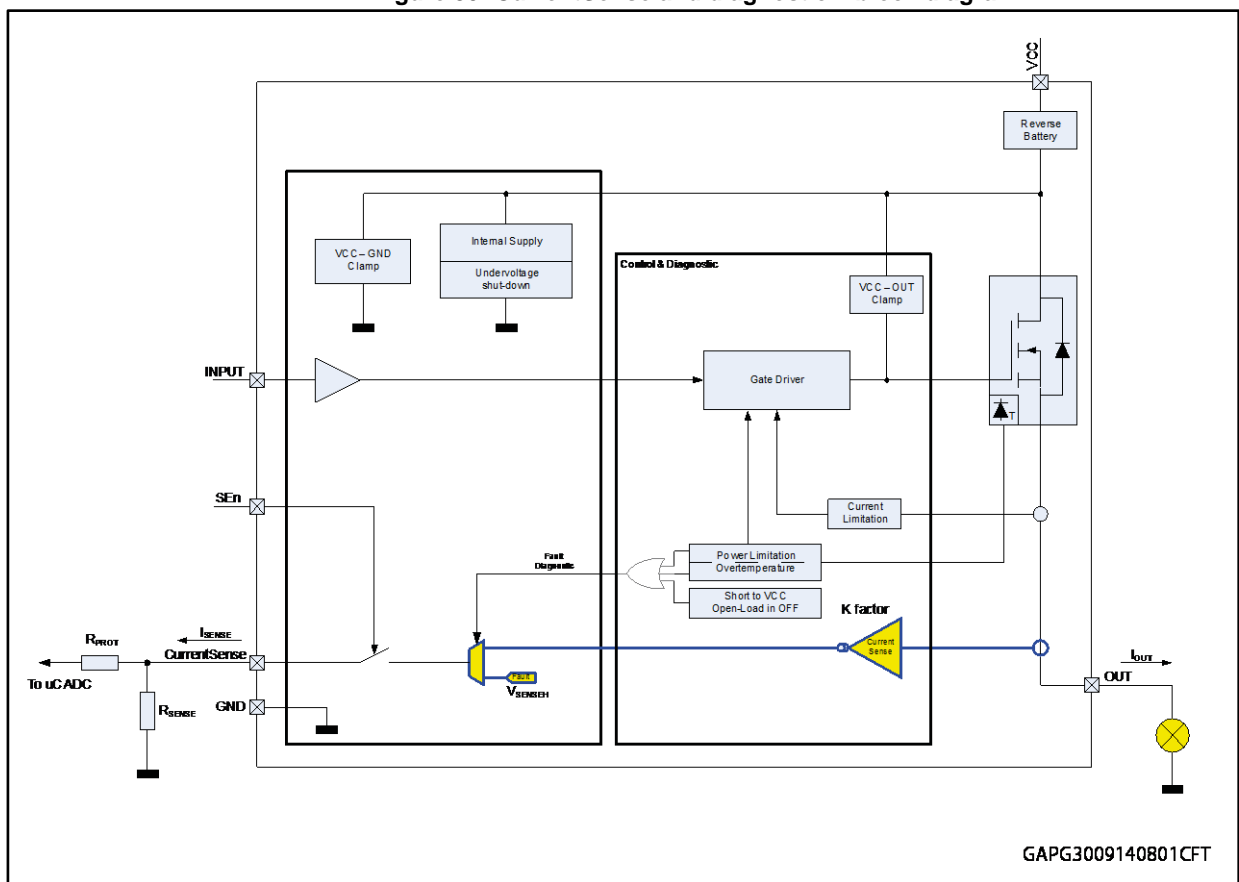 VCC
Reverse
Battery
VCC – GND
Clamp
Internal Supply
Undervoltage
shut-down
Control & Diagnostic
VCC – OUT
Clamp
INPUT
Gate Driver
T
SEn
Current
Limitation
Fault
Diagnostic
Power Limitation
Overtemperature
Short to VCC
Open-Load in OFF
K factor
Current
Sense
ISENSE
CurrentSense
RPROT
To uC ADC
RSENSE
GND
Fault
VSENSEH
IOUT
OUT
GAPG3009140801CFT